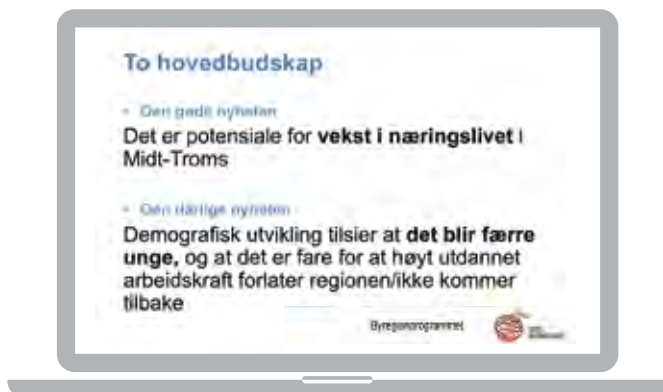 To hovedbudskap
• Den gode nyheten
Det er potensiale for vekst i næringslivet i
Midt-Troms
• Den dårlige nyheten
Demografisk utvikling tilsier at det blir færre
unge, og at det er fare for at høyt utdannet
arbeidskraft forlater regionen/ikke kommer
tilbake
Byregionprogrammet